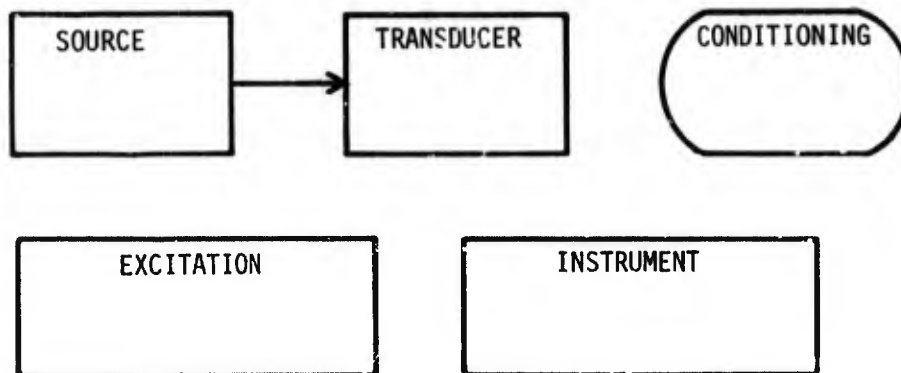 SOURCE
TRANSDUCER
CONDITIONING
EXCITATION
INSTRUMENT